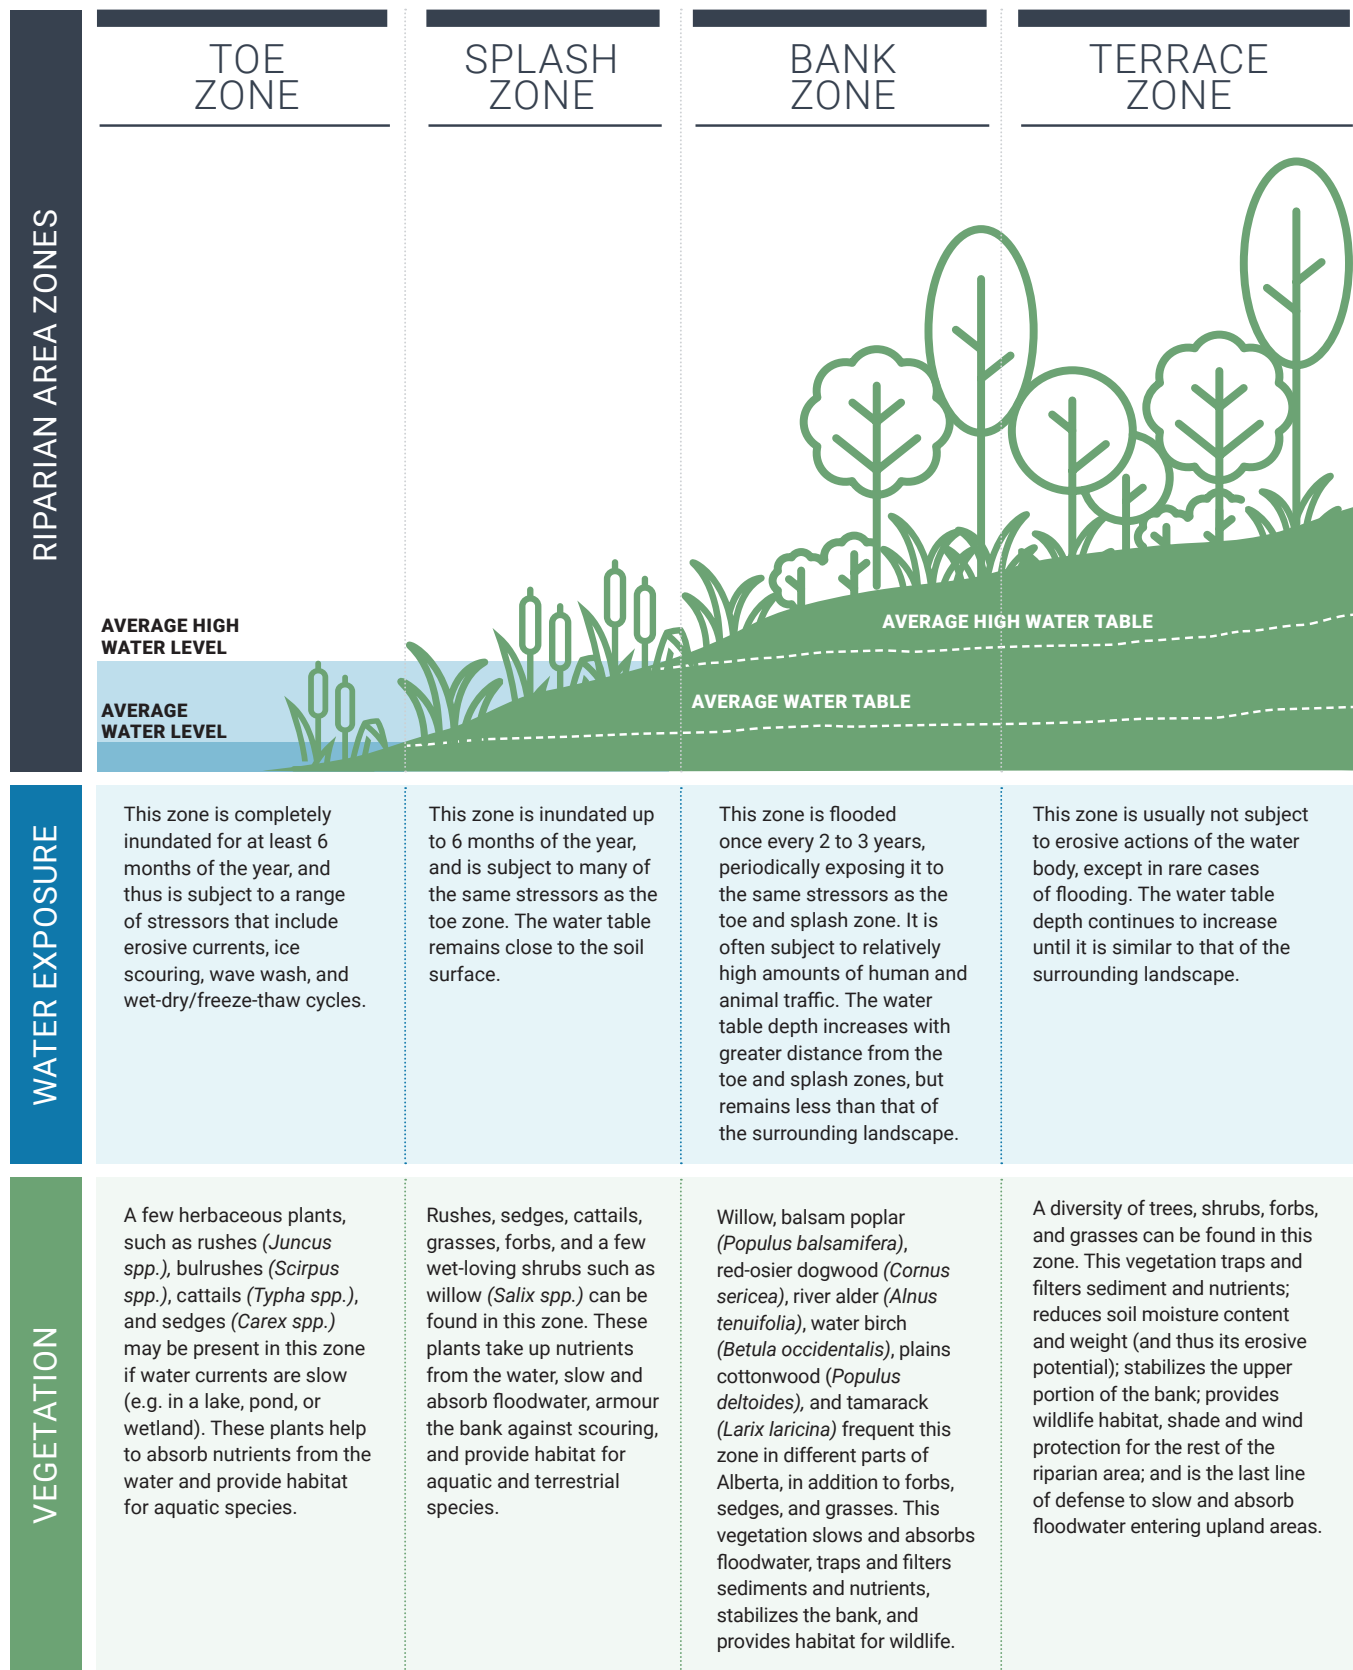 RIPARIAN AREA ZONES
TOE
ZONE
SPLASH
ZONE
BANK
ZONE
TERRACE
ZONE
AVERAGE HIGH
WATER LEVEL
AVERAGE
WATER LEVEL
AVERAGE HIGH WATER TABLE
AVERAGE WATER TABLE
WATER EXPOSURE
This zone is completely
inundated for at least 6
months of the year, and
thus is subject to a range
of stressors that include
erosive currents, ice
scouring, wave wash, and
wet-dry/freeze-thaw cycles.
This zone is inundated up
to 6 months of the year,
and is subject to many of
the same stressors as the
toe zone. The water table
remains close to the soil
surface.
This zone is flooded
once every 2 to 3 years,
periodically exposing it to
the same stressors as the
toe and splash zone. It is
often subject to relatively
high amounts of human and
animal traffic. The water
table depth increases with
greater distance from the
toe and splash zones, but
remains less than that of
the surrounding landscape.
This zone is usually not subject
to erosive actions of the water
body, except in rare cases
of flooding. The water table
depth continues to increase
until it is similar to that of the
surrounding landscape.
VEGETATION
A few herbaceous plants,
such as rushes (Juncus
spp.), bulrushes (Scirpus
spp.), cattails (Typha spp.),
and sedges (Carex spp.)
may be present in this zone
if water currents are slow
(e.g. in a lake, pond, or
wetland). These plants help
to absorb nutrients from the
water and provide habitat
for aquatic species.
Rushes, sedges, cattails,
grasses, forbs, and a few
wet-loving shrubs such as
willow (Salix spp.) can be
found in this zone. These
plants take up nutrients
from the water, slow and
absorb floodwater, armour
the bank against scouring,
and provide habitat for
aquatic and terrestrial
species.
Willow, balsam poplar
(Populus balsamifera),
red-osier dogwood (Cornus
sericea), river alder (Alnus
tenuifolia), water birch
(Betula occidentalis), plains
cottonwood (Populus
deltoides), and tamarack
(Larix laricina) frequent this
zone in different parts of
Alberta, in addition to forbs,
sedges, and grasses. This
vegetation slows and absorbs
floodwater, traps and filters
sediments and nutrients,
stabilizes the bank, and
provides habitat for wildlife.
A diversity of trees, shrubs, forbs,
and grasses can be found in this
zone. This vegetation traps and
filters sediment and nutrients;
reduces soil moisture content
and weight (and thus its erosive
potential); stabilizes the upper
portion of the bank; provides
wildlife habitat, shade and wind
protection for the rest of the
riparian area; and is the last line
of defense to slow and absorb
floodwater entering upland areas.